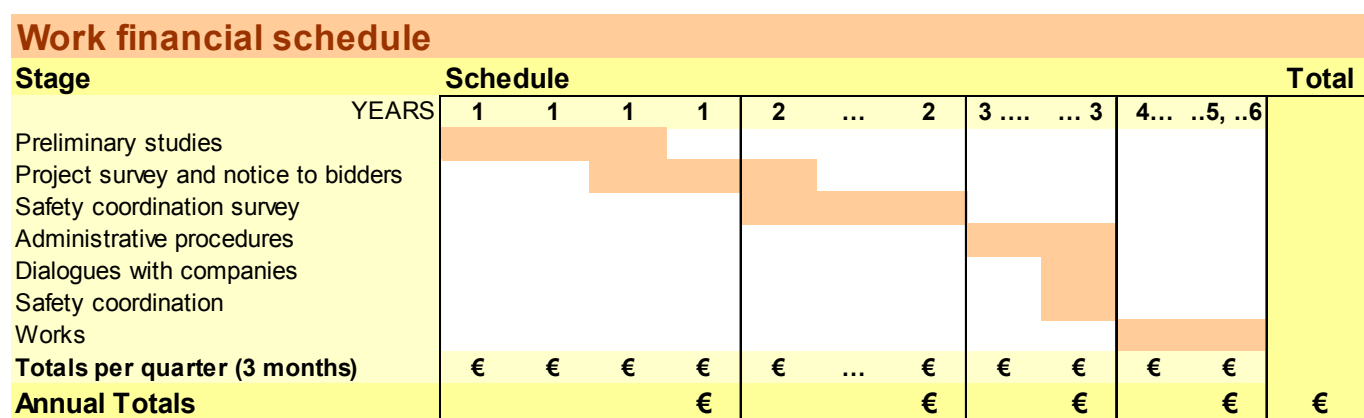 Work financial schedule
Stage Schedule Total
YEARS 1 1 1 1 2 … 2 3 …. … 3 4… ..5, ..6
Preliminary studies
Project survey and notice to bidders
Safety coordination survey
Administrative procedures
Dialogues with companies
Safety coordination
Works
Totals per quarter (3 months) € € € € € … € € € € €
Annual Totals € € € € €